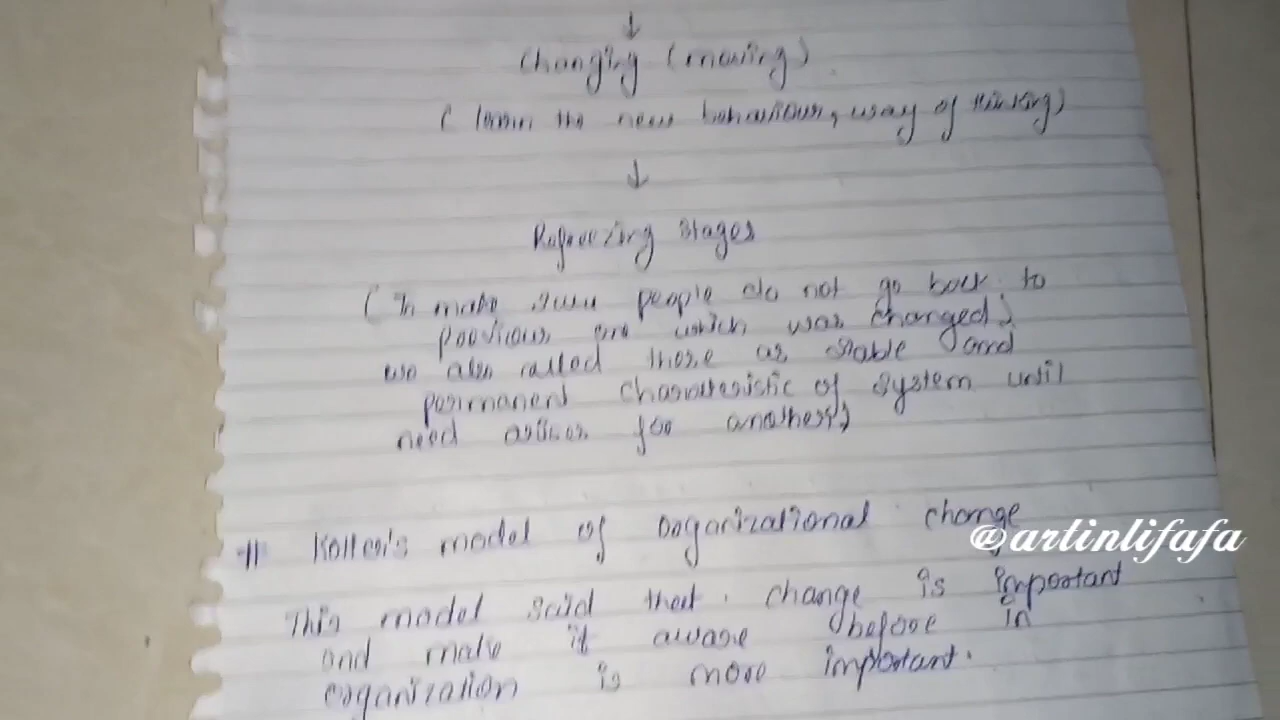 ↓
Changing (moving)
( learn the new behaviour, way of thinking)
↓
Refreezing stages
( To make sure people do not go back to
previous one which was changed)
we also called these as stable and
permanent characteristic of system until
need arises for another)
Kotter's model of organizational change
@artinlifafa
This model said that change is important
and make it aware before in
organization is more important.